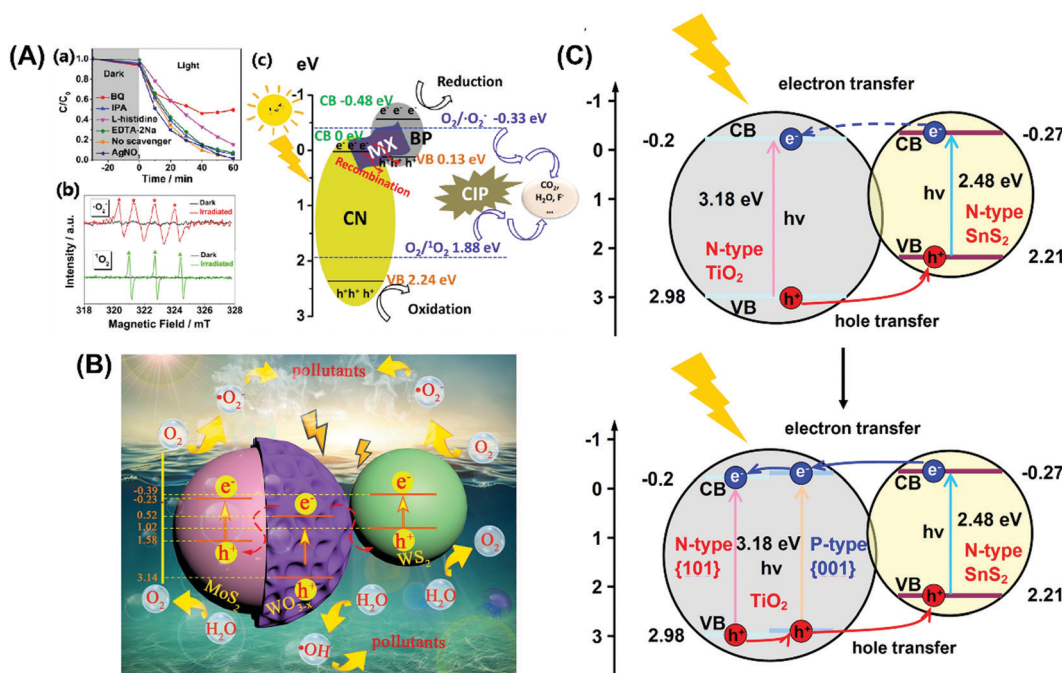 (A)
(a)
1.0
0.8
0.6
0.4
0.2
0.0
C/C0
Dark
Light
BQ
IPA
L-histidino
EDTA-2Na
No scavenger
AgNO3
0 20 40 60
Time / min
(b)
·O2-
Dark
Irradiated
1O2
Dark
Irradiated
Intensity / a.u.
318 320 322 324 326 328
Magnetic Field / mT
(c)
eV
-1
0
1
2
3
CB -0.48 eV
e- e- e-
Reduction
O2/·O2- -0.33 eV
CB 0 eV
e- e- e-
MX
BP
h+ h+ h+
VB 0.13 eV
Recombination
CIP
CO2,
H2O, F-
...
CN
O2/1O2 1.88 eV
VB 2.24 eV
h+h+ h+
Oxidation
(B)
pollutants
•O2-
•O2-
O2
O2
e-
e-
e-
-0.39
-0.23
0.52
1.02
1.58
3.14
h+
h+
h+
MoS2
WO3-x
WS2
O2
O2
H2O
H2O
H2O
•OH
pollutants
(C)
electron transfer
-1
0
1
2
3
-0.2
CB
e-
e-
CB
-0.27
3.18 eV
hν
hν
2.48 eV
N-type
TiO2
N-type
SnS2
VB
h+
2.21
2.98
VB
h+
hole transfer
electron transfer
-1
0
1
2
3
-0.2
CB
e-
e-
e-
CB
-0.27
N-type
{101}
3.18 eV
hν
TiO2
P-type
{001}
hν
2.48 eV
N-type
SnS2
VB
h+
2.21
2.98
VB
h+
h+
hole transfer